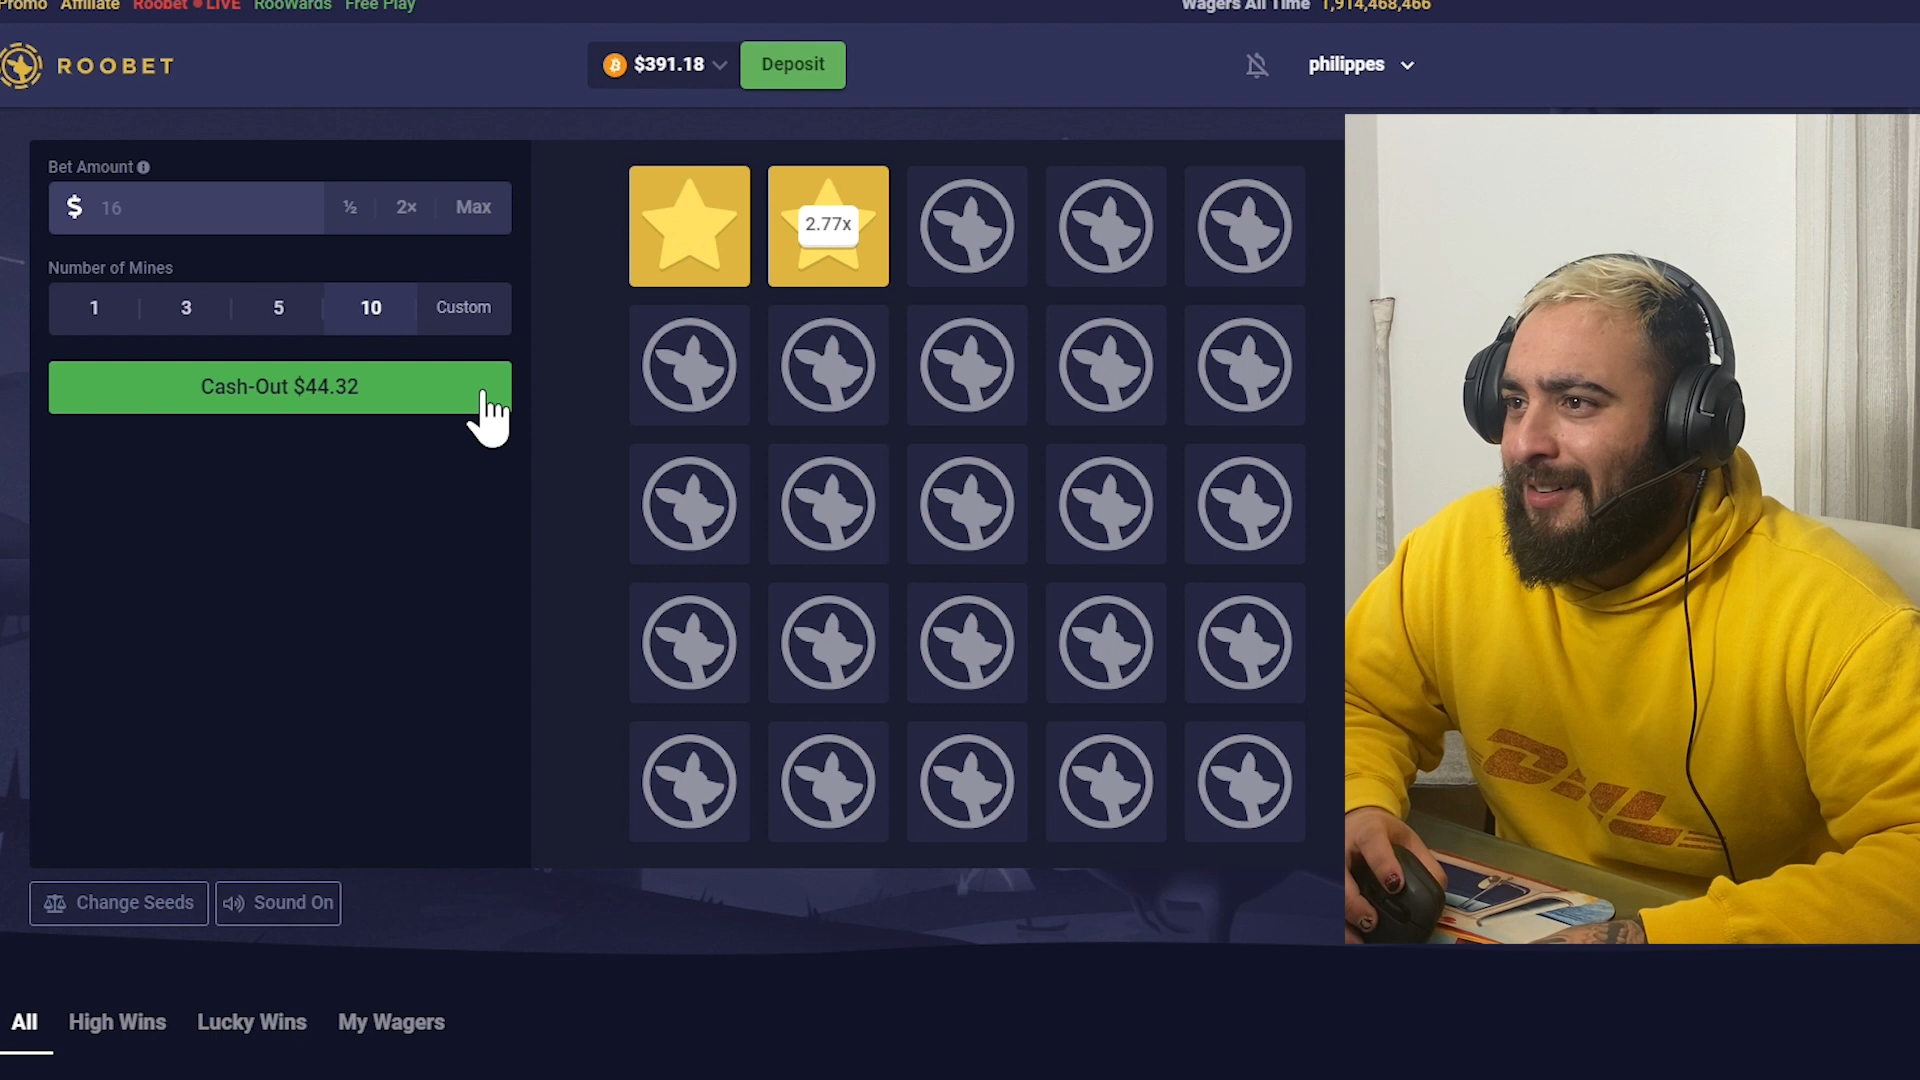 Promo Affiliate Roobet LIVE RooWards Free Play Wagers All Time 1,914,468,466
ROOBET $391.18 Deposit philippes
Bet Amount
$ 16 ½ 2× Max
2.77x
Number of Mines
1 3 5 10 Custom
Cash-Out $44.32
DHL
Change Seeds Sound On
All High Wins Lucky Wins My Wagers